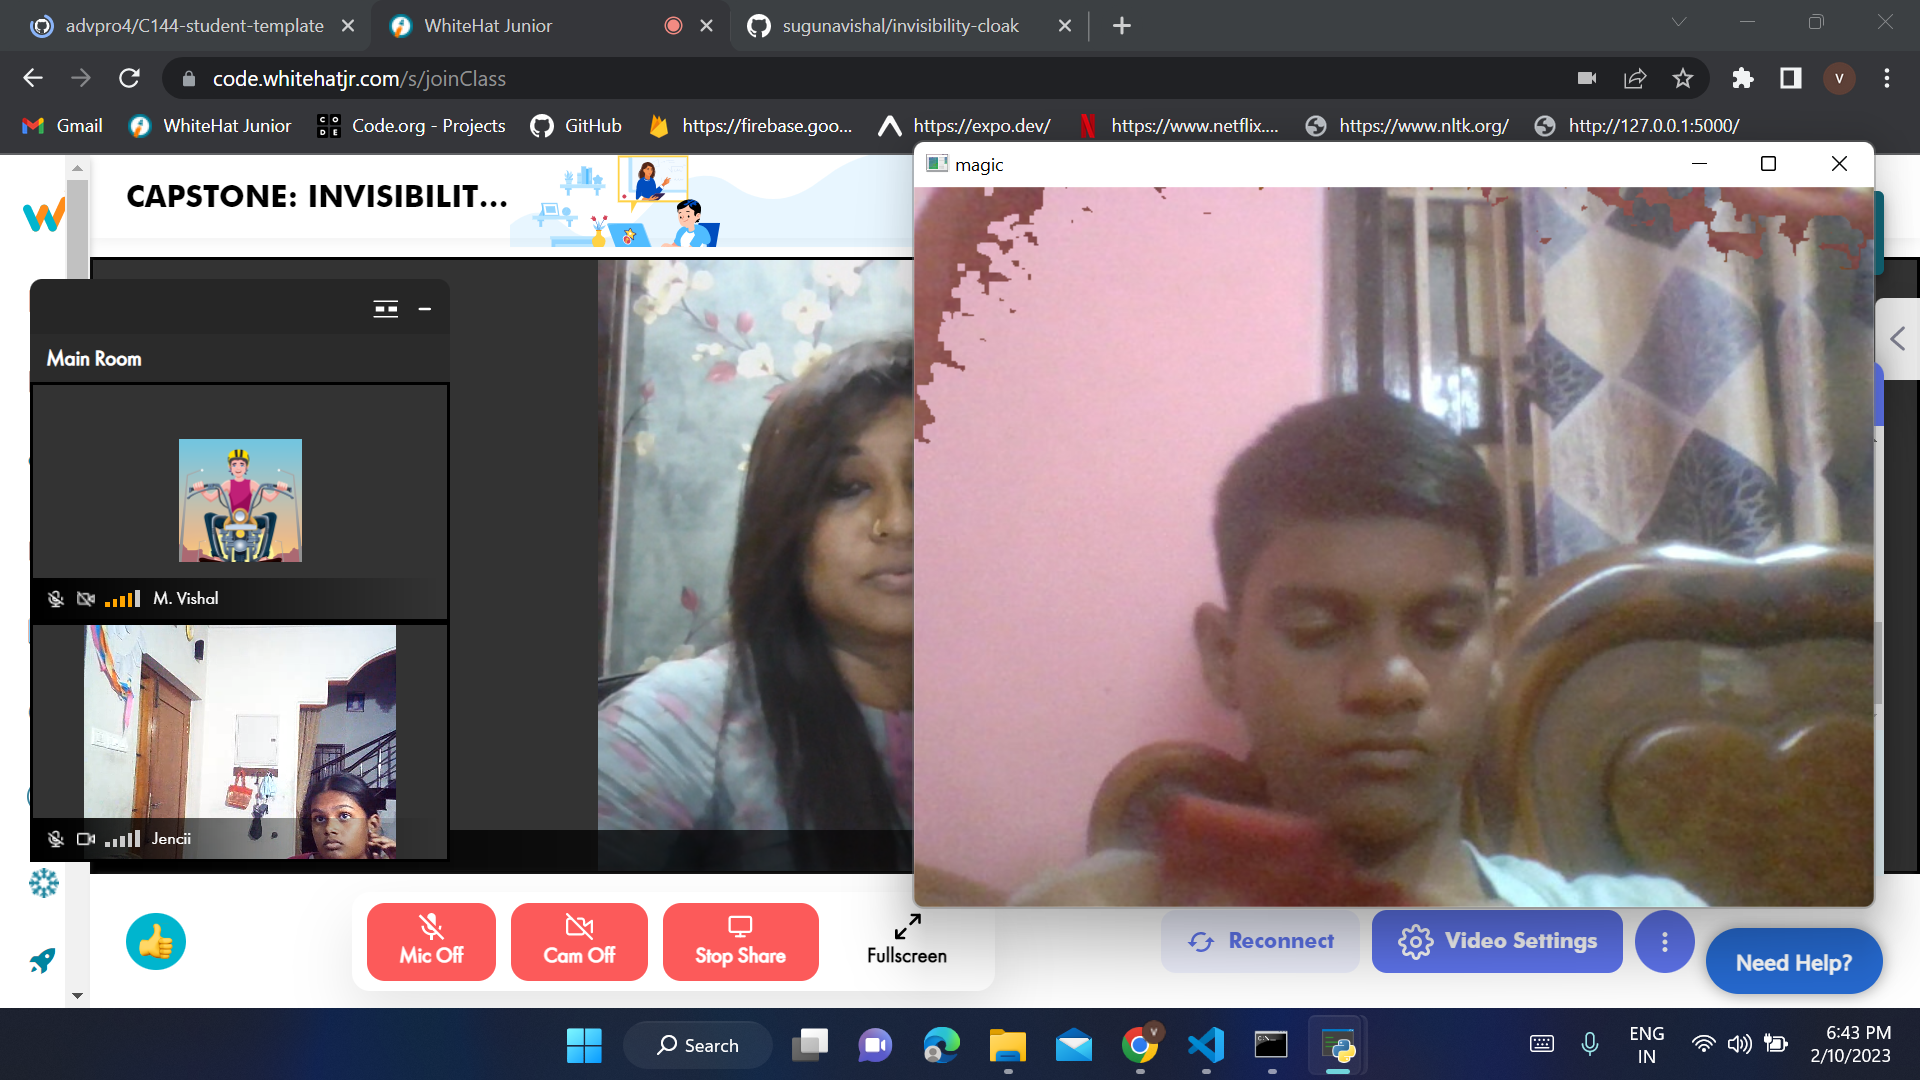 advpro4/C144-student-template
WhiteHat Junior
sugunavishal/invisibility-cloak
code.whitehatjr.com/s/joinClass
V
Gmail
WhiteHat Junior
CODE
Code.org - Projects
GitHub
https://firebase.goo...
https://expo.dev/
https://www.netflix....
https://www.nltk.org/
http://127.0.0.1:5000/
CAPSTONE: INVISIBILIT...
magic
Main Room
M. Vishal
Jencii
Mic Off
Cam Off
Stop Share
Fullscreen
Reconnect
Video Settings
Need Help?
Search
V
ENG
IN
6:43 PM
2/10/2023